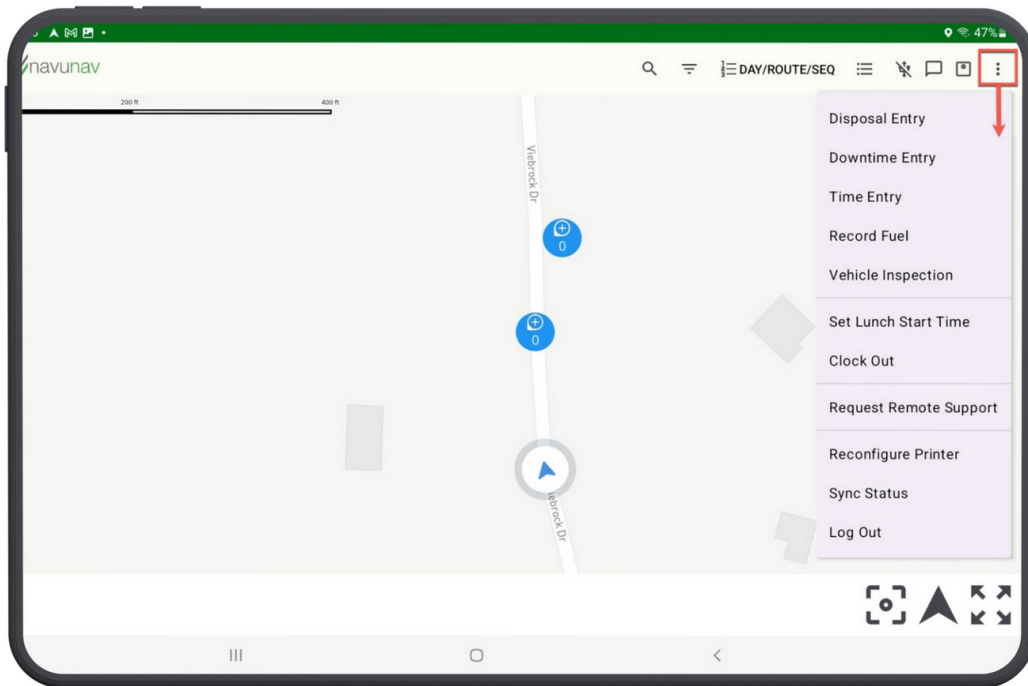 47%
navunav
DAY/ROUTE/SEQ
200 ft
400 ft
Disposal Entry
Downtime Entry
Time Entry
Record Fuel
Vehicle Inspection
Set Lunch Start Time
Clock Out
Request Remote Support
Reconfigure Printer
Sync Status
Log Out
Viebrock Dr
0
0
iebrock Dr